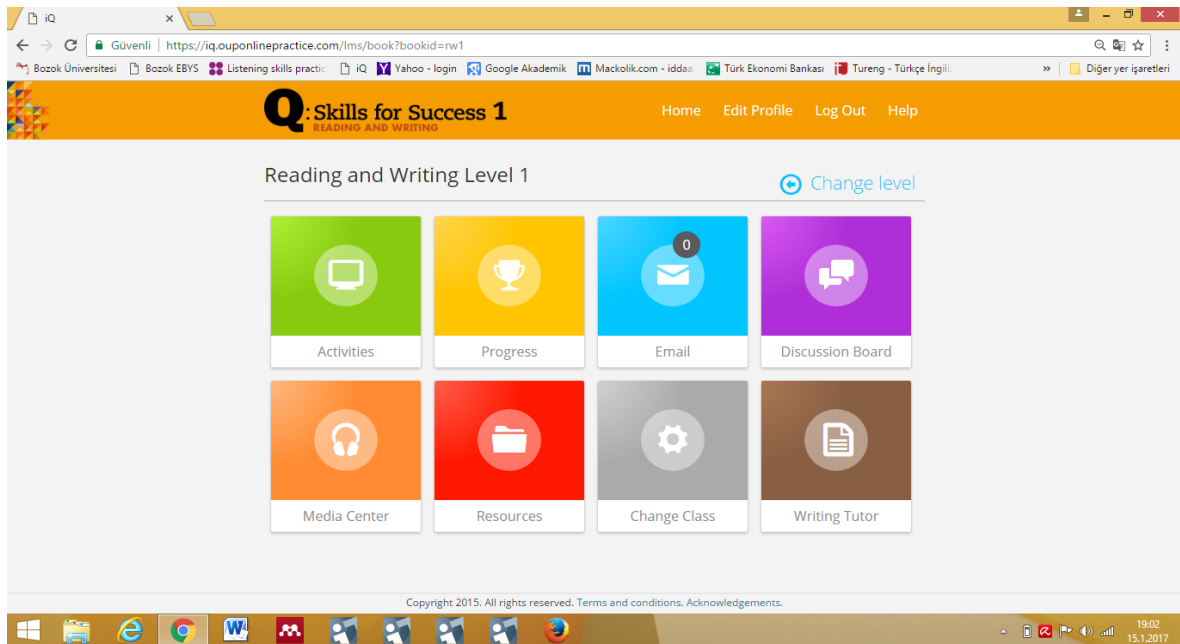 iQ
Güvenli | https://iq.ouponlinepractice.com/lms/book?bookid=rw1
Bozok Üniversitesi Bozok EBYS Listening skills practic iQ Yahoo - login Google Akademik Mackolik.com - iddaa, Türk Ekonomi Bankası Tureng - Türkçe İngili » Diğer yer işaretleri
Q: Skills for Success 1
READING AND WRITING
Home Edit Profile Log Out Help
Reading and Writing Level 1
Change level
0
Activities Progress Email Discussion Board
Media Center Resources Change Class Writing Tutor
Copyright 2015. All rights reserved. Terms and conditions. Acknowledgements.
19:02
15.1.2017